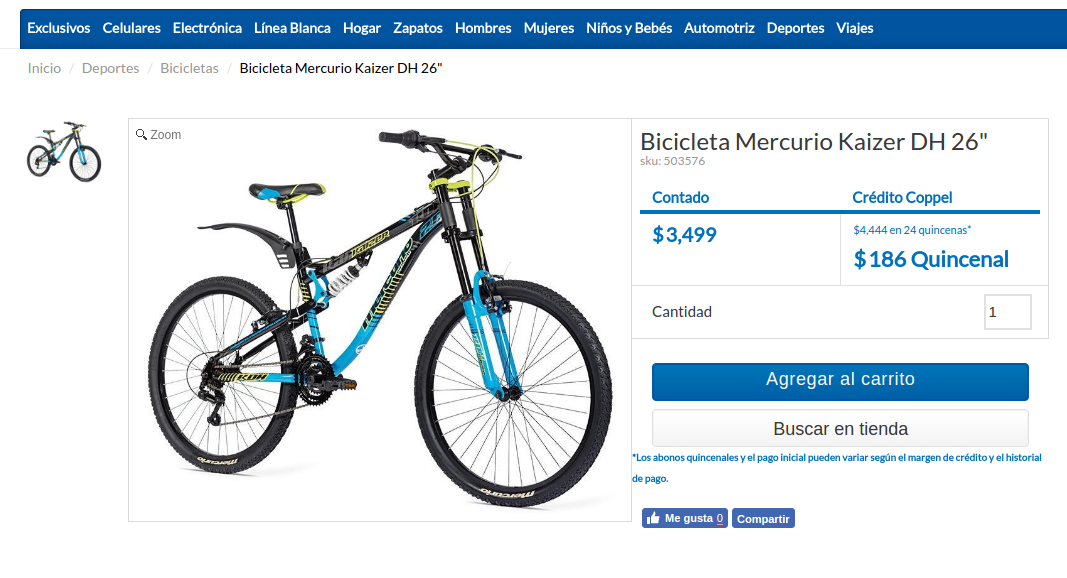 Exclusivos Celulares Electrónica Línea Blanca Hogar Zapatos Hombres Mujeres Niños y Bebés Automotriz Deportes Viajes
Inicio / Deportes / Bicicletas / Bicicleta Mercurio Kaizer DH 26"
Zoom
Bicicleta Mercurio Kaizer DH 26"
sku: 503576
Contado
Crédito Coppel
$3,499
$4,444 en 24 quincenas*
$186 Quincenal
Cantidad
1
Agregar al carrito
Buscar en tienda
*Los abonos quincenales y el pago inicial pueden variar según el margen de crédito y el historial
de pago.
Me gusta 0
Compartir
KAIZER
Mercurio
Mercurio